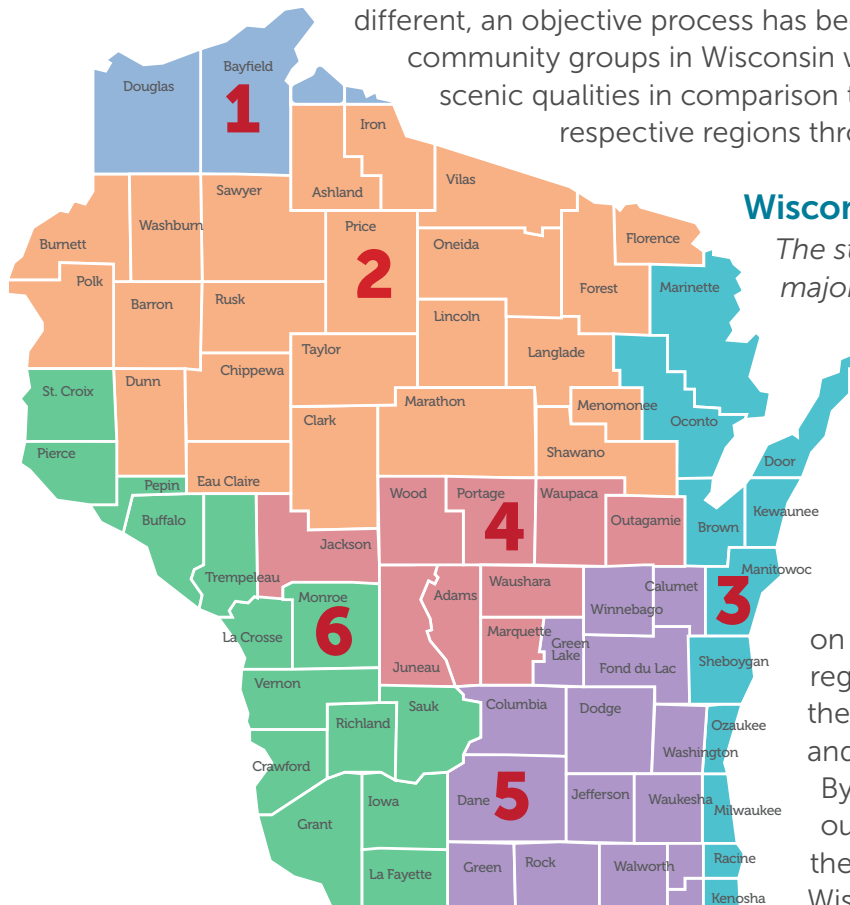 different, an objective process has be
community groups in Wisconsin
scenic qualities in comparison
respective regions thro
Wiscon
The s
major
Douglas
Bayfield
1
Iron
Ashland
Vilas
Sawyer
Washburn
Burnett
Price
2
Oneida
Florence
Polk
Barron
Rusk
Forest
Marinette
Lincoln
Taylor
Langlade
Chippewa
Dunn
St. Croix
Marathon
Menomonee
Oconto
Clark
Pierce
Shawano
Door
Eau Claire
Pepin
Wood
Portage
Waupaca
4
Buffalo
Outagamie
Brown
Kewaunee
Jackson
Manitowoc
Trempeleau
Monroe
6
Adams
Waushara
Calumet
Winnebago
3
La Crosse
Marquette
Green
Lake
Juneau
Fond du Lac
Sheboygan
Vernon
Sauk
Columbia
Dodge
Richland
Ozaukee
Washington
Crawford
Iowa
Dane
5
Jefferson
Waukesha
Milwaukee
Grant
La Fayette
Green
Rock
Walworth
Racine
Kenosha
on
reg
the
and
By
ou
the
Wis